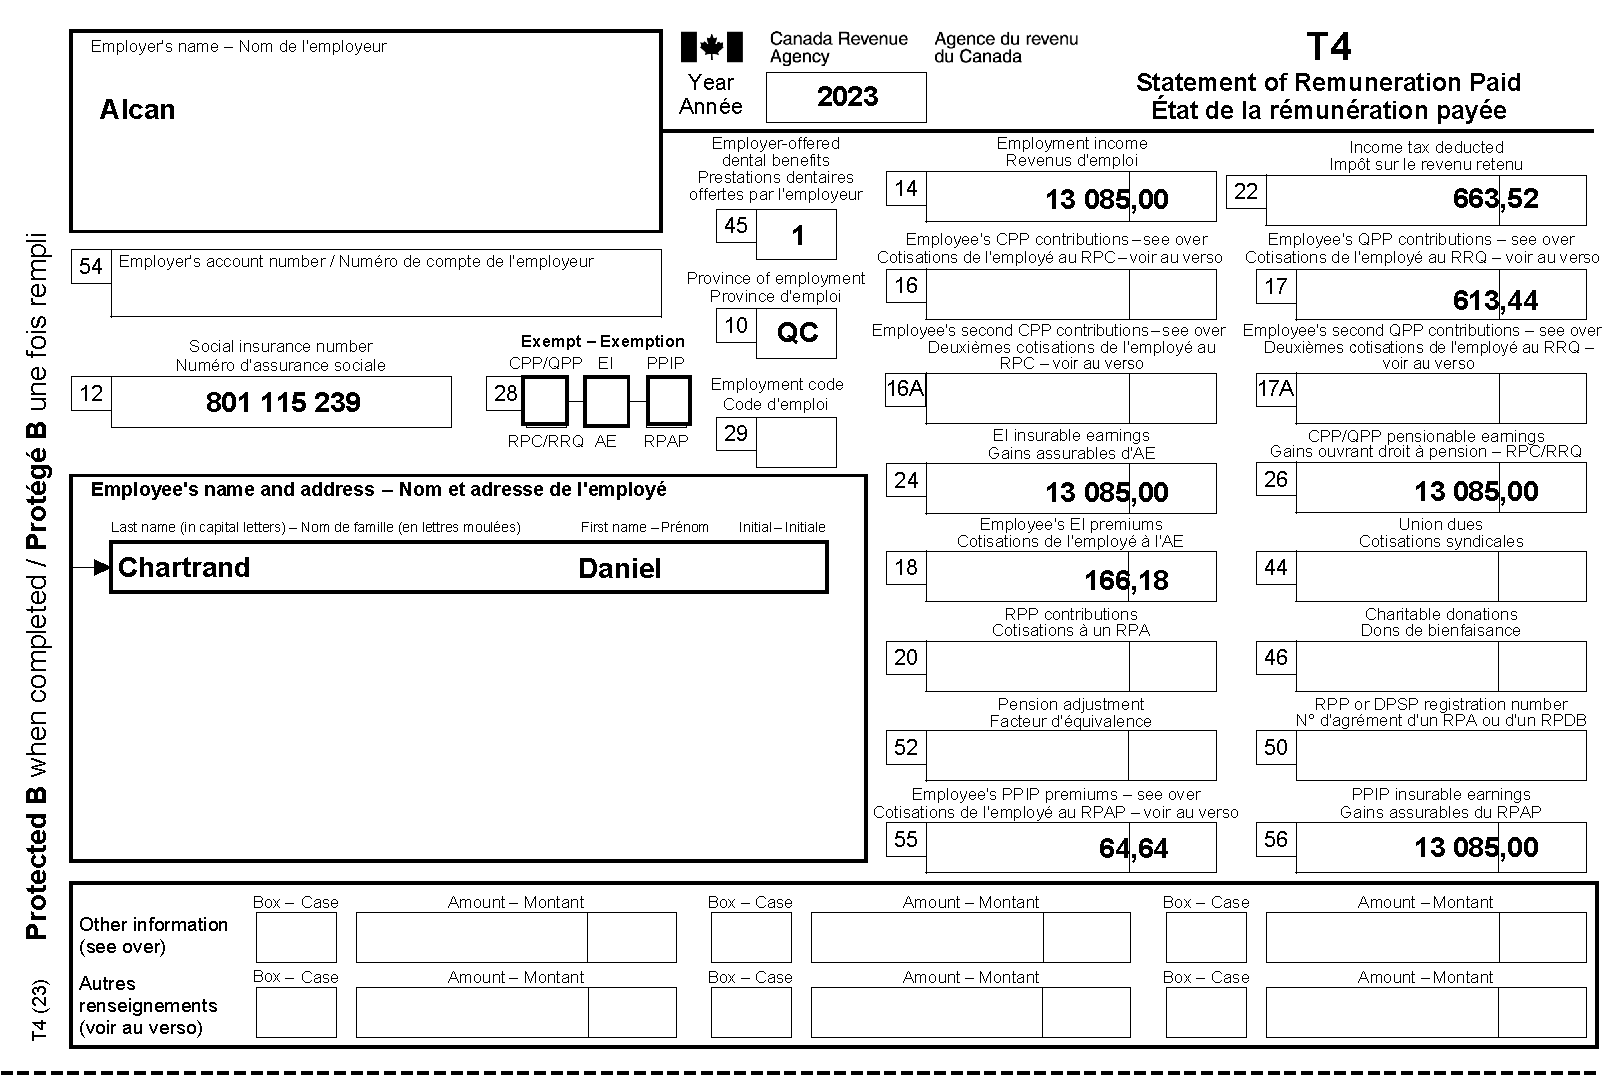 Employer's name – Nom de l'employeur
Alcan
Canada Revenue Agency
Agence du revenu du Canada
Year
Année
2023
T4
Statement of Remuneration Paid
État de la rémunération payée
Employer-offered
dental benefits
Prestations dentaires
offertes par l'employeur
45 1
Employment income
Revenus d'emploi
14 13 085,00
Income tax deducted
Impôt sur le revenu retenu
22 663,52
54 Employer's account number / Numéro de compte de l'employeur
Province of employment
Province d'emploi
10 QC
Employee's CPP contributions – see over
Cotisations de l'employé au RPC – voir au verso
16
Employee's QPP contributions – see over
Cotisations de l'employé au RRQ – voir au verso
17 613,44
Social insurance number
Numéro d'assurance sociale
12 801 115 239
Exempt – Exemption
CPP/QPP EI PPIP
28
RPC/RRQ AE RPAP
Employment code
Code d'emploi
29
Employee's second CPP contributions – see over
Deuxièmes cotisations de l'employé au
RPC – voir au verso
16A
Employee's second QPP contributions – see over
Deuxièmes cotisations de l'employé au RRQ –
voir au verso
17A
EI insurable earnings
Gains assurables d'AE
24 13 085,00
CPP/QPP pensionable earnings
Gains ouvrant droit à pension – RPC/RRQ
26 13 085,00
Employee's name and address – Nom et adresse de l'employé
Last name (in capital letters) – Nom de famille (en lettres moulées) First name – Prénom Initial – Initiale
Chartrand Daniel
Employee's EI premiums
Cotisations de l'employé à l'AE
18 166,18
Union dues
Cotisations syndicales
44
RPP contributions
Cotisations à un RPA
20
Charitable donations
Dons de bienfaisance
46
Pension adjustment
Facteur d'équivalence
52
RPP or DPSP registration number
N° d'agrément d'un RPA ou d'un RPDB
50
Employee's PPIP premiums – see over
Cotisations de l'employé au RPAP – voir au verso
55 64,64
PPIP insurable earnings
Gains assurables du RPAP
56 13 085,00
Other information
(see over)
Box – Case Amount – Montant Box – Case Amount – Montant Box – Case Amount – Montant
Autres
renseignements
(voir au verso)
Box – Case Amount – Montant Box – Case Amount – Montant Box – Case Amount – Montant
Protected B when completed / Protégé B une fois rempli
T4 (23)